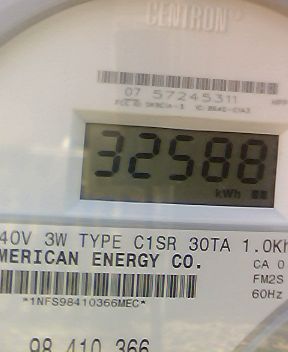 CENTRON
07 57245311
32588
kWh
40V 3W TYPE C1SR 30TA 1.0Kh
MERICAN ENERGY CO.
CA 0
FM2S
60Hz
*1NFS98410366MEC*
98 410 366